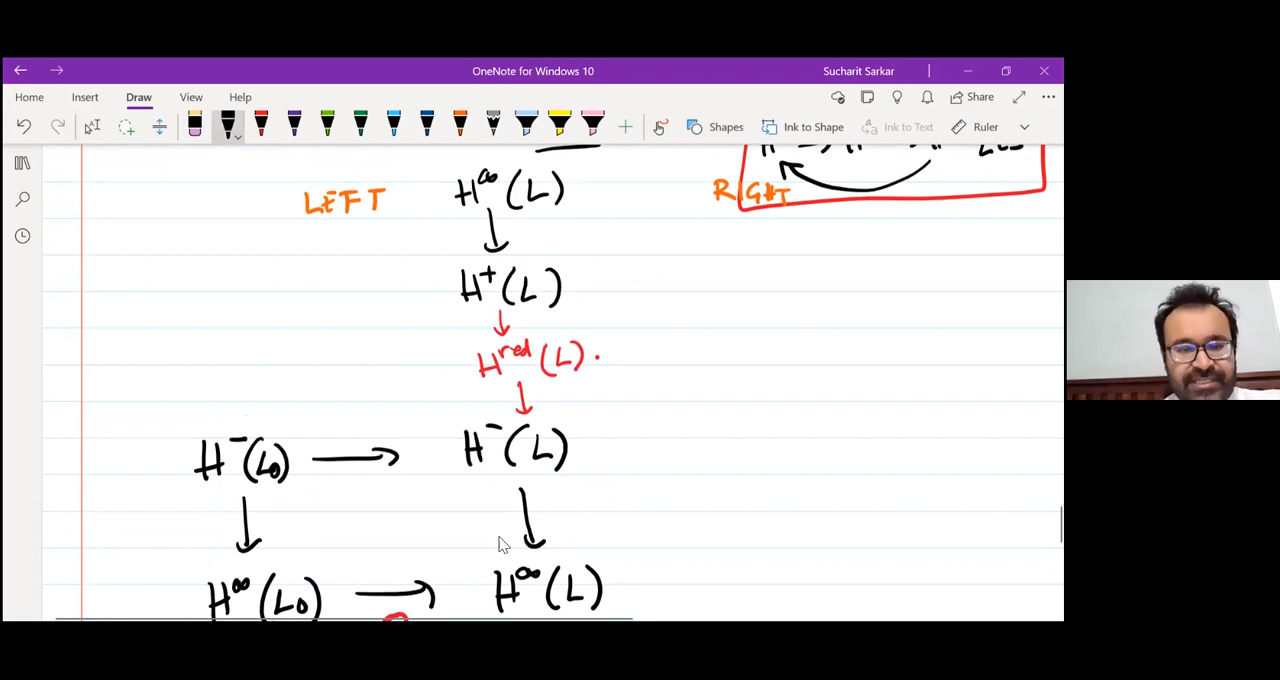 OneNote for Windows 10
Sucharit Sarkar
Home Insert Draw View Help
Share
Shapes
Ink to Shape
Ink to Text
Ruler
LEFT
H^∞(L)
RIGHT
H^+(L)
H^red(L).
H^-(L0) → H^-(L)
H^∞(L0) → H^∞(L)